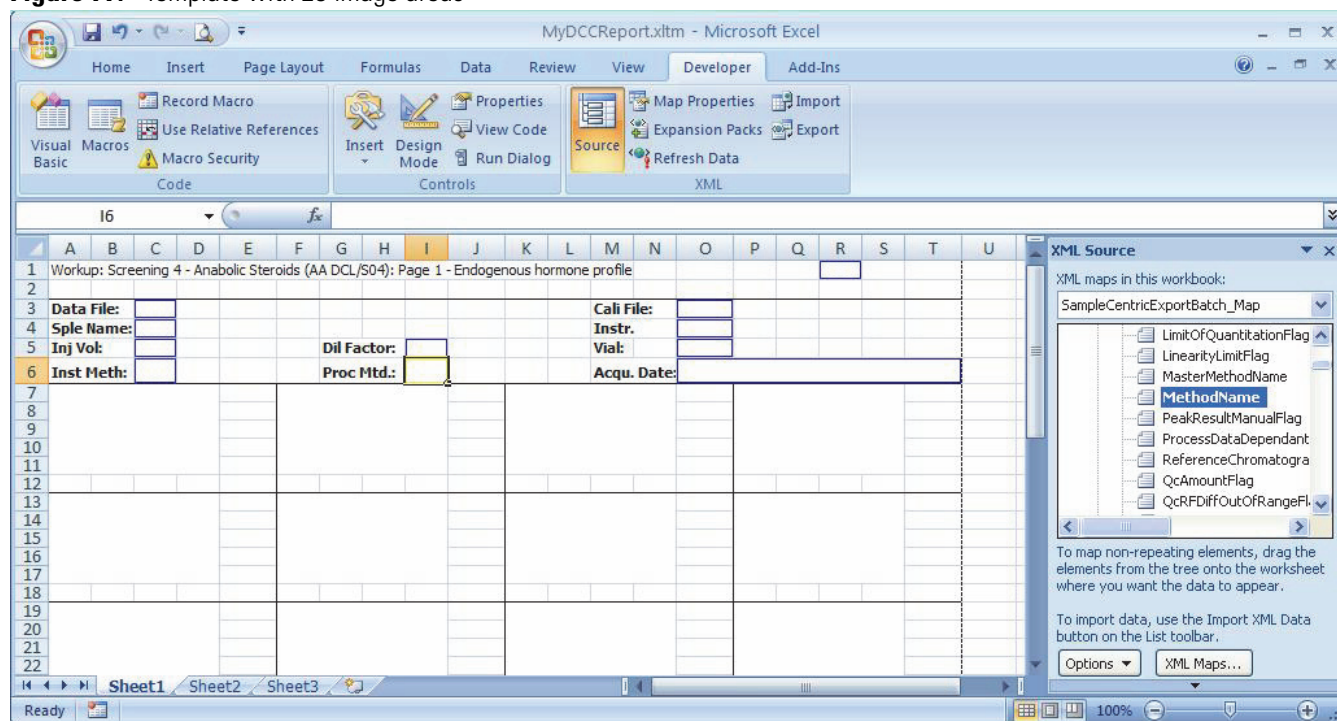 MyDCCReport.xltm - Microsoft Excel
Home Insert Page Layout Formulas Data Review View Developer Add-Ins
Visual Basic
Macros
Record Macro
Use Relative References
Macro Security
Code
Insert
Design Mode
Properties
View Code
Run Dialog
Controls
Source
Map Properties
Expansion Packs
Refresh Data
Import
Export
XML
I6 fx
A B C D E F G H I J K L M N O P Q R S T U
1 Workup: Screening 4 - Anabolic Steroids (AA DCL/S04): Page 1 - Endogenous hormone profile
2
3 Data File: Cali File:
4 Sple Name: Instr.
5 Inj Vol: Dil Factor: Vial:
6 Inst Meth: Proc Mtd.: Acqu. Date:
7
8
9
10
11
12
13
14
15
16
17
18
19
20
21
22
XML Source
XML maps in this workbook:
SampleCentricExportBatch_Map
LimitOfQuantitationFlag
LinearityLimitFlag
MasterMethodName
MethodName
PeakResultManualFlag
ProcessDataDependant
ReferenceChromatogra
QcAmountFlag
QcRFDiffOutOfRangeFl
To map non-repeating elements, drag the
elements from the tree onto the worksheet
where you want the data to appear.
To import data, use the Import XML Data
button on the List toolbar.
Options XML Maps...
Sheet1 Sheet2 Sheet3
Ready 100%